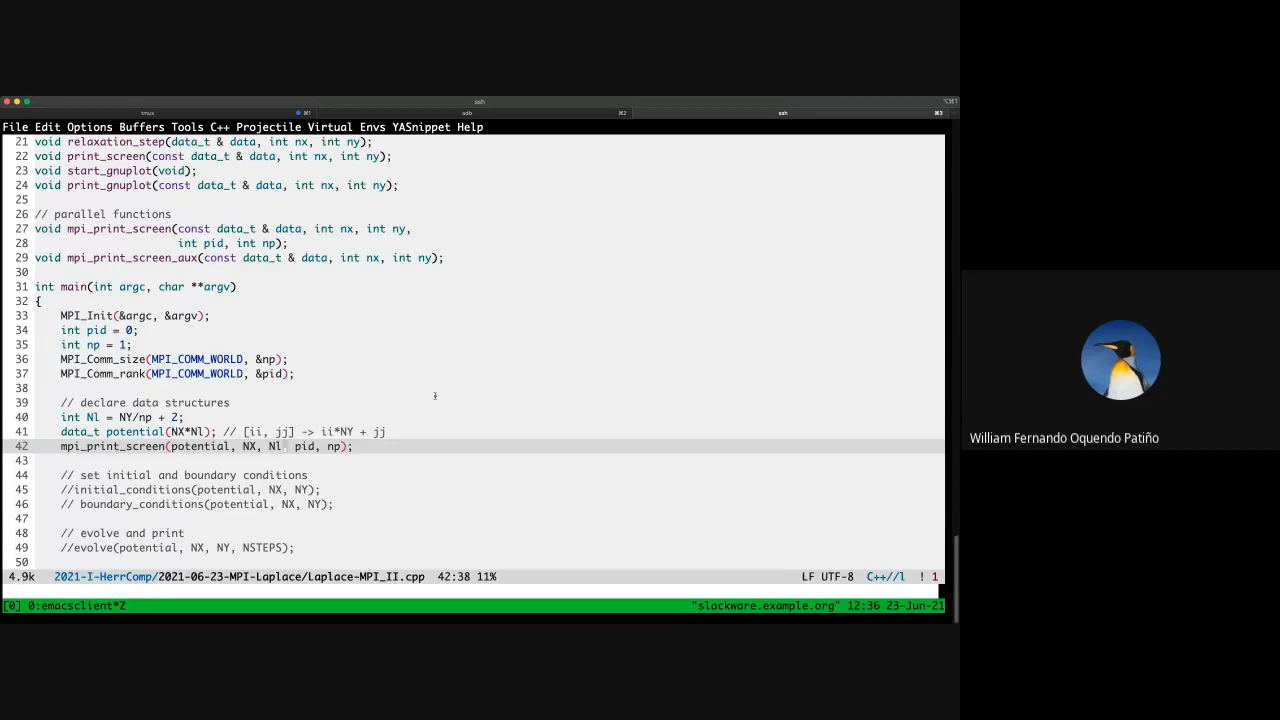 ssh
⌥⌘1
tmux
⌘1
adb
⌘2
ssh
⌘3
File Edit Options Buffers Tools C++ Projectile Virtual Envs YASnippet Help
21 void relaxation_step(data_t & data, int nx, int ny);
22 void print_screen(const data_t & data, int nx, int ny);
23 void start_gnuplot(void);
24 void print_gnuplot(const data_t & data, int nx, int ny);
25
26 // parallel functions
27 void mpi_print_screen(const data_t & data, int nx, int ny,
28                       int pid, int np);
29 void mpi_print_screen_aux(const data_t & data, int nx, int ny);
30
31 int main(int argc, char **argv)
32 {
33    MPI_Init(&argc, &argv);
34    int pid = 0;
35    int np = 1;
36    MPI_Comm_size(MPI_COMM_WORLD, &np);
37    MPI_Comm_rank(MPI_COMM_WORLD, &pid);
38
39    // declare data structures
40    int Nl = NY/np + 2;
41    data_t potential(NX*Nl); // [ii, jj] -> ii*NY + jj
42    mpi_print_screen(potential, NX, Nl, pid, np);
43
44    // set initial and boundary conditions
45    //initial_conditions(potential, NX, NY);
46    // boundary_conditions(potential, NX, NY);
47
48    // evolve and print
49    //evolve(potential, NX, NY, NSTEPS);
50
4.9k 2021-I-HerrComp/2021-06-23-MPI-Laplace/Laplace-MPI_II.cpp 42:38 11% LF UTF-8 C++//l ! 1
[0] 0:emacsclient*Z "slackware.example.org" 12:36 23-Jun-21
William Fernando Oquendo Patiño